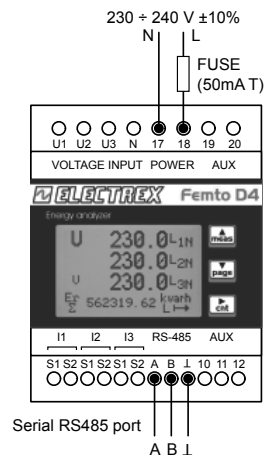 230 ÷ 240 V ±10%
N L
FUSE
(50mA T)
U1 U2 U3 N 17 18 19 20
VOLTAGE INPUT POWER AUX
ELECTREX Femto D4
Energy analyzer
meas
page
cnt
U 230.0 L1N
230.0 L2N
U 230.0 L3N
Er Σ 562319.62 kvarh L
I1 I2 I3 RS-485 AUX
S1 S2 S1 S2 S1 S2 A B ⊥ 10 11 12
Serial RS485 port
A B ⊥